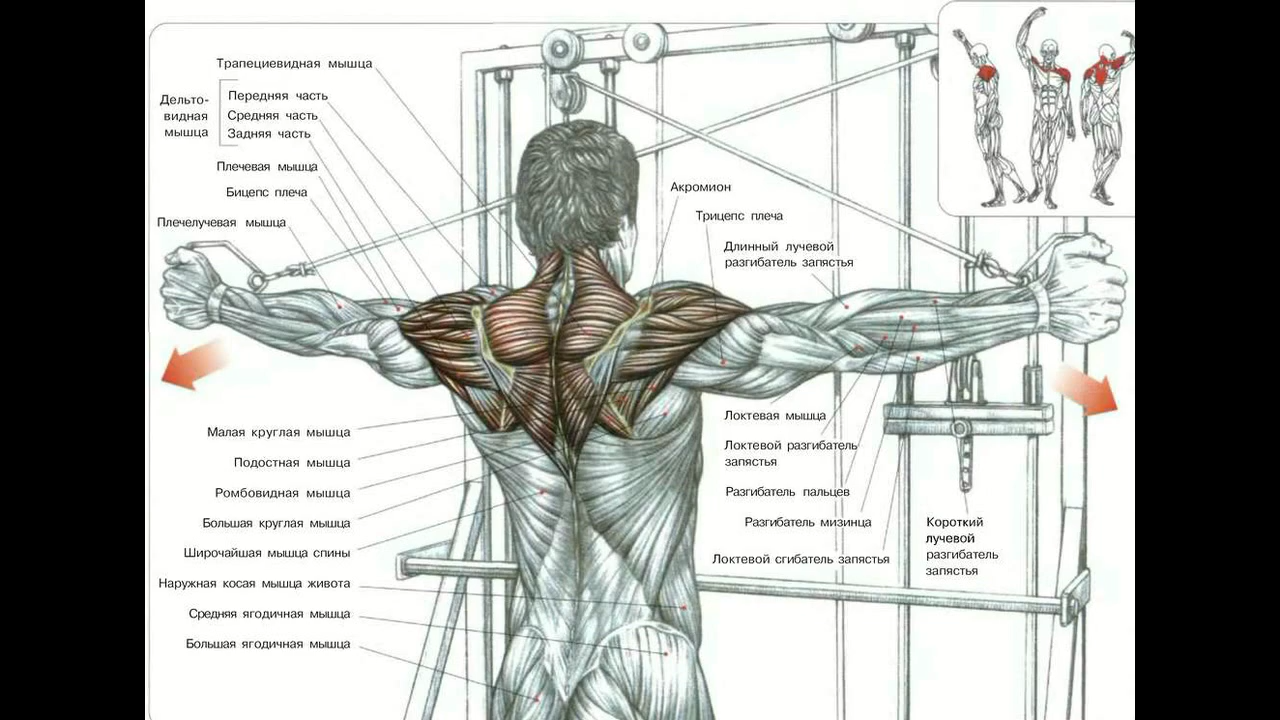 Трапециевидная мышца
Дельто-
видная
мышца
Передняя часть
Средняя часть
Задняя часть
Плечевая мышца
Бицепс плеча
Плечелучевая мышца
Акромион
Трицепс плеча
Длинный лучевой
разгибатель запястья
Малая круглая мышца
Подостная мышца
Ромбовидная мышца
Большая круглая мышца
Широчайшая мышца спины
Наружная косая мышца живота
Средняя ягодичная мышца
Большая ягодичная мышца
Локтевая мышца
Локтевой разгибатель
запястья
Разгибатель пальцев
Разгибатель мизинца
Локтевой сгибатель запястья
Короткий
лучевой
разгибатель
запястья